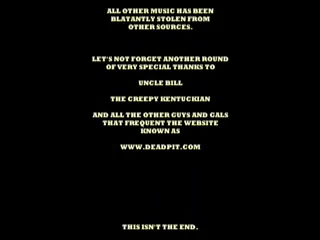 ALL OTHER MUSIC HAS BEEN
BLATANTLY STOLEN FROM
OTHER SOURCES.
LET'S NOT FORGET ANOTHER ROUND
OF VERY SPECIAL THANKS TO
UNCLE BILL
THE CREEPY KENTUCKIAN
AND ALL THE OTHER GUYS AND GALS
THAT FREQUENT THE WEBSITE
KNOWN AS
WWW.DEADPIT.COM
THIS ISN'T THE END.